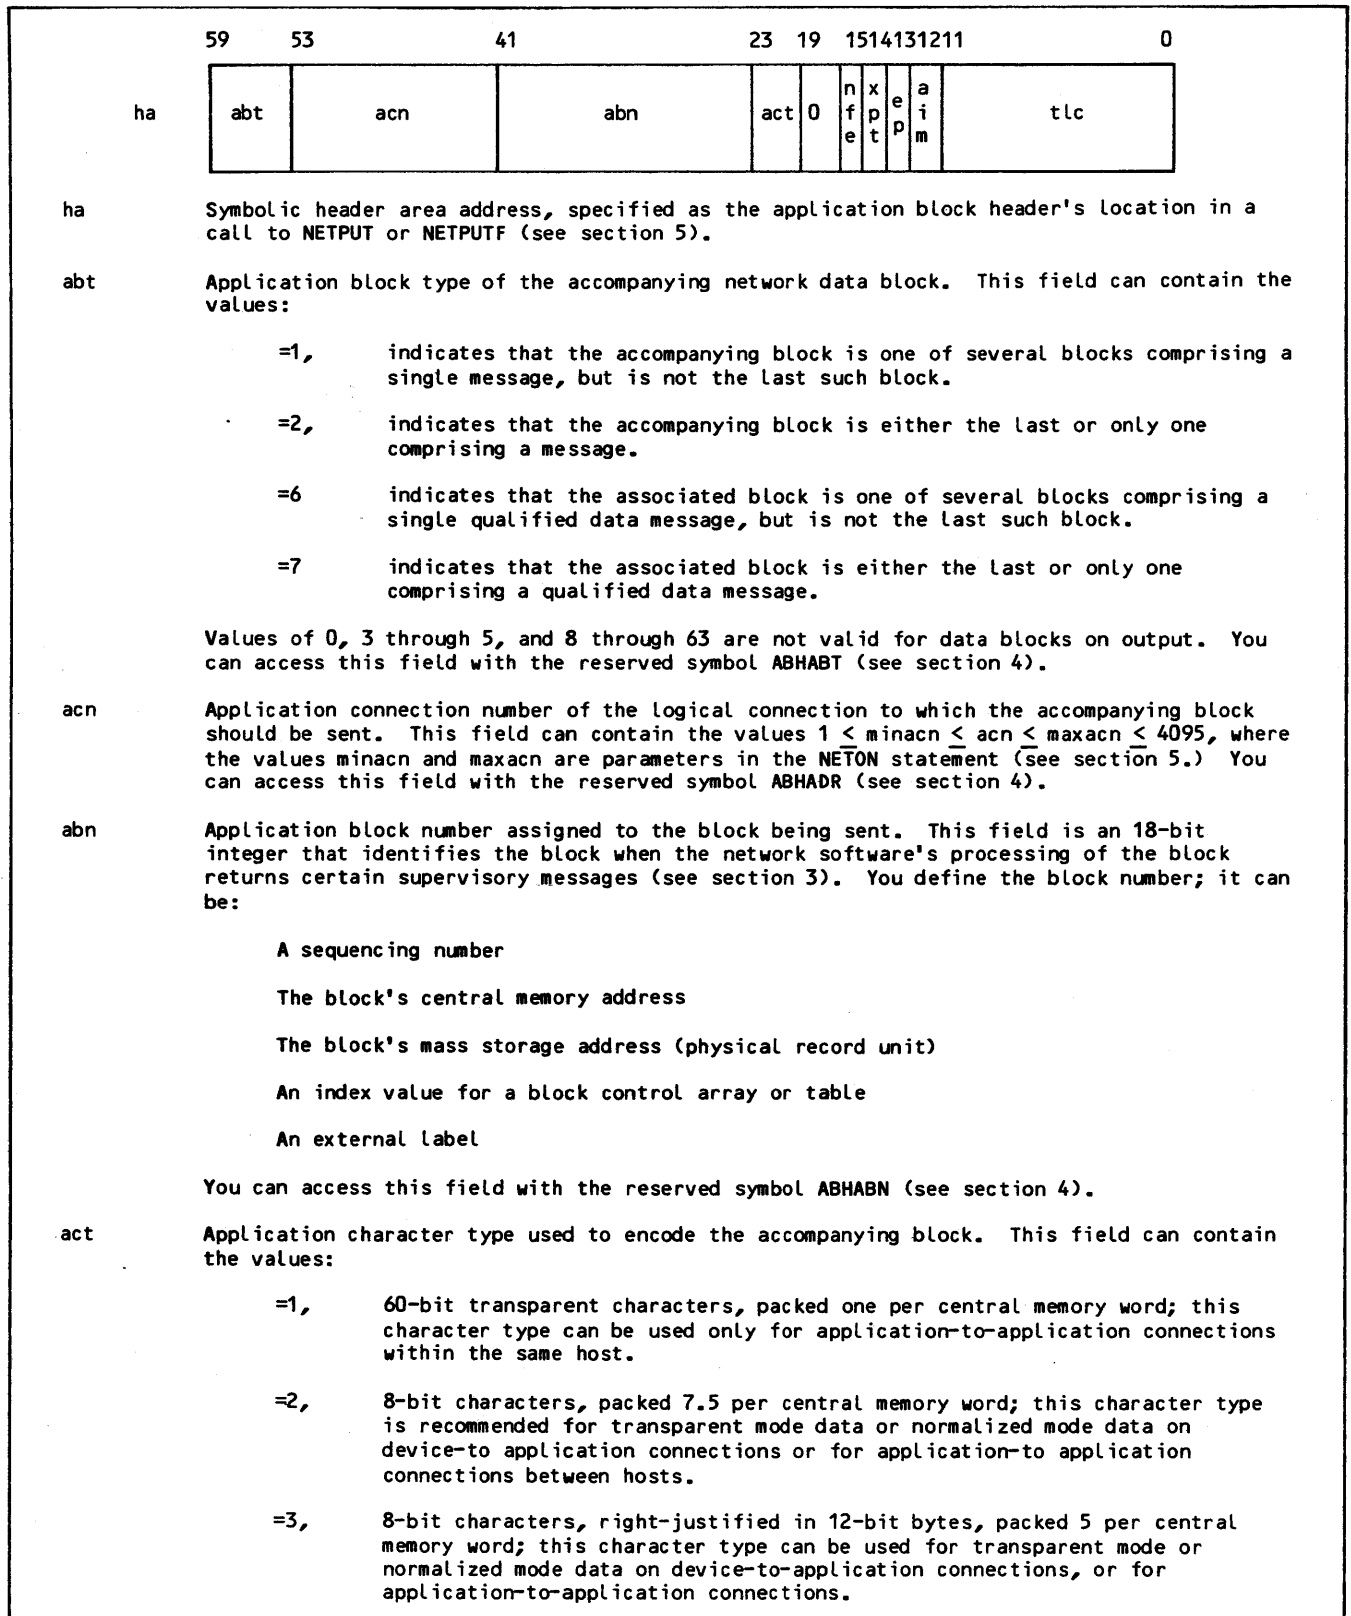 59 53 41 23 19 1514131211 0
ha abt acn abn act 0 nfe xpt ep aim tlc
ha Symbolic header area address, specified as the application block header's location in a
call to NETPUT or NETPUTF (see section 5).
abt Application block type of the accompanying network data block. This field can contain the
values:
=1, indicates that the accompanying block is one of several blocks comprising a
single message, but is not the last such block.
=2, indicates that the accompanying block is either the last or only one
comprising a message.
=6 indicates that the associated block is one of several blocks comprising a
single qualified data message, but is not the last such block.
=7 indicates that the associated block is either the last or only one
comprising a qualified data message.
Values of 0, 3 through 5, and 8 through 63 are not valid for data blocks on output. You
can access this field with the reserved symbol ABHABT (see section 4).
acn Application connection number of the logical connection to which the accompanying block
should be sent. This field can contain the values 1 ≤ minacn ≤ acn ≤ maxacn ≤ 4095, where
the values minacn and maxacn are parameters in the NETON statement (see section 5.) You
can access this field with the reserved symbol ABHADR (see section 4).
abn Application block number assigned to the block being sent. This field is an 18-bit
integer that identifies the block when the network software's processing of the block
returns certain supervisory messages (see section 3). You define the block number; it can
be:
A sequencing number
The block's central memory address
The block's mass storage address (physical record unit)
An index value for a block control array or table
An external label
You can access this field with the reserved symbol ABHABN (see section 4).
act Application character type used to encode the accompanying block. This field can contain
the values:
=1, 60-bit transparent characters, packed one per central memory word; this
character type can be used only for application-to-application connections
within the same host.
=2, 8-bit characters, packed 7.5 per central memory word; this character type
is recommended for transparent mode data or normalized mode data on
device-to application connections or for application-to application
connections between hosts.
=3, 8-bit characters, right-justified in 12-bit bytes, packed 5 per central
memory word; this character type can be used for transparent mode or
normalized mode data on device-to-application connections, or for
application-to-application connections.